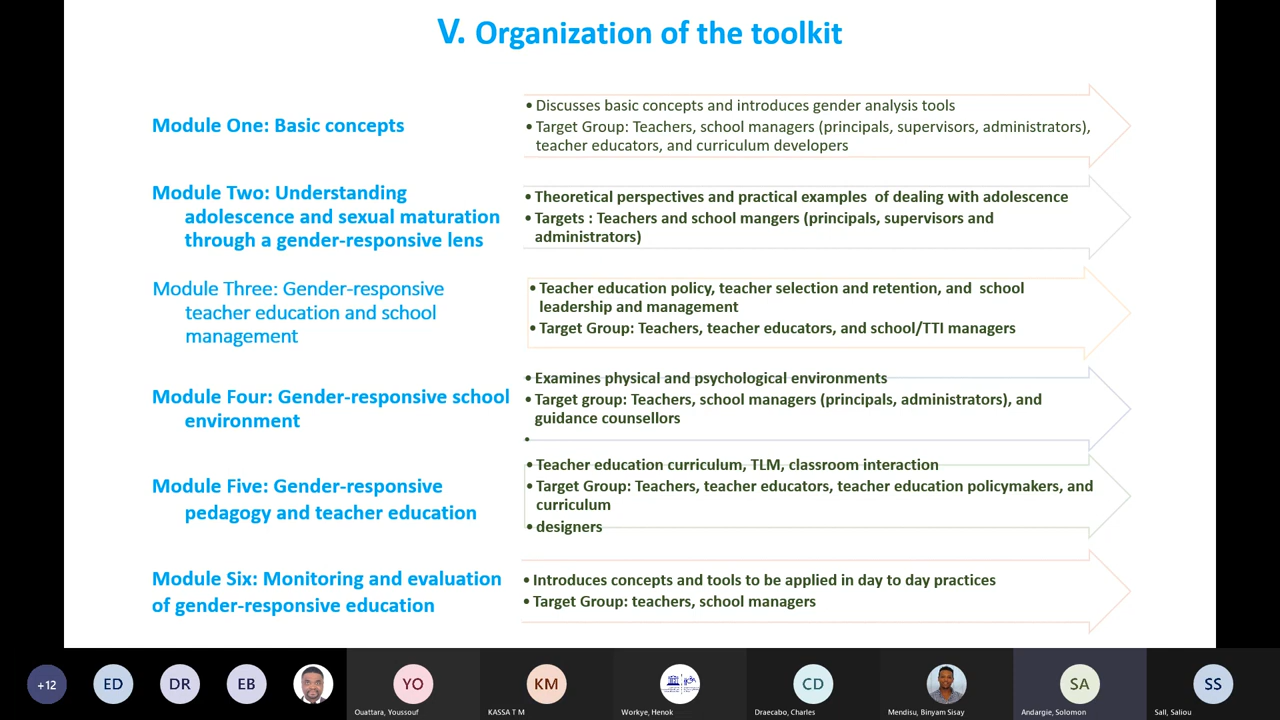 V. Organization of the toolkit
Module One: Basic concepts
• Discusses basic concepts and introduces gender analysis tools
• Target Group: Teachers, school managers (principals, supervisors, administrators),
teacher educators, and curriculum developers
Module Two: Understanding
adolescence and sexual maturation
through a gender-responsive lens
• Theoretical perspectives and practical examples of dealing with adolescence
• Targets : Teachers and school mangers (principals, supervisors and
administrators)
Module Three: Gender-responsive
teacher education and school
management
• Teacher education policy, teacher selection and retention, and school
leadership and management
• Target Group: Teachers, teacher educators, and school/TTI managers
Module Four: Gender-responsive school
environment
• Examines physical and psychological environments
• Target group: Teachers, school managers (principals, administrators), and
guidance counsellors
•
Module Five: Gender-responsive
pedagogy and teacher education
• Teacher education curriculum, TLM, classroom interaction
• Target Group: Teachers, teacher educators, teacher education policymakers, and
curriculum
• designers
Module Six: Monitoring and evaluation
of gender-responsive education
• Introduces concepts and tools to be applied in day to day practices
• Target Group: teachers, school managers
+12
ED
DR
EB
YO
KM
CD
SA
SS
Ouattara, Youssouf
KASSA T M
Workye, Henok
Draecabo, Charles
Mendisu, Binyam Sisay
Andargie, Solomon
Sall, Saliou